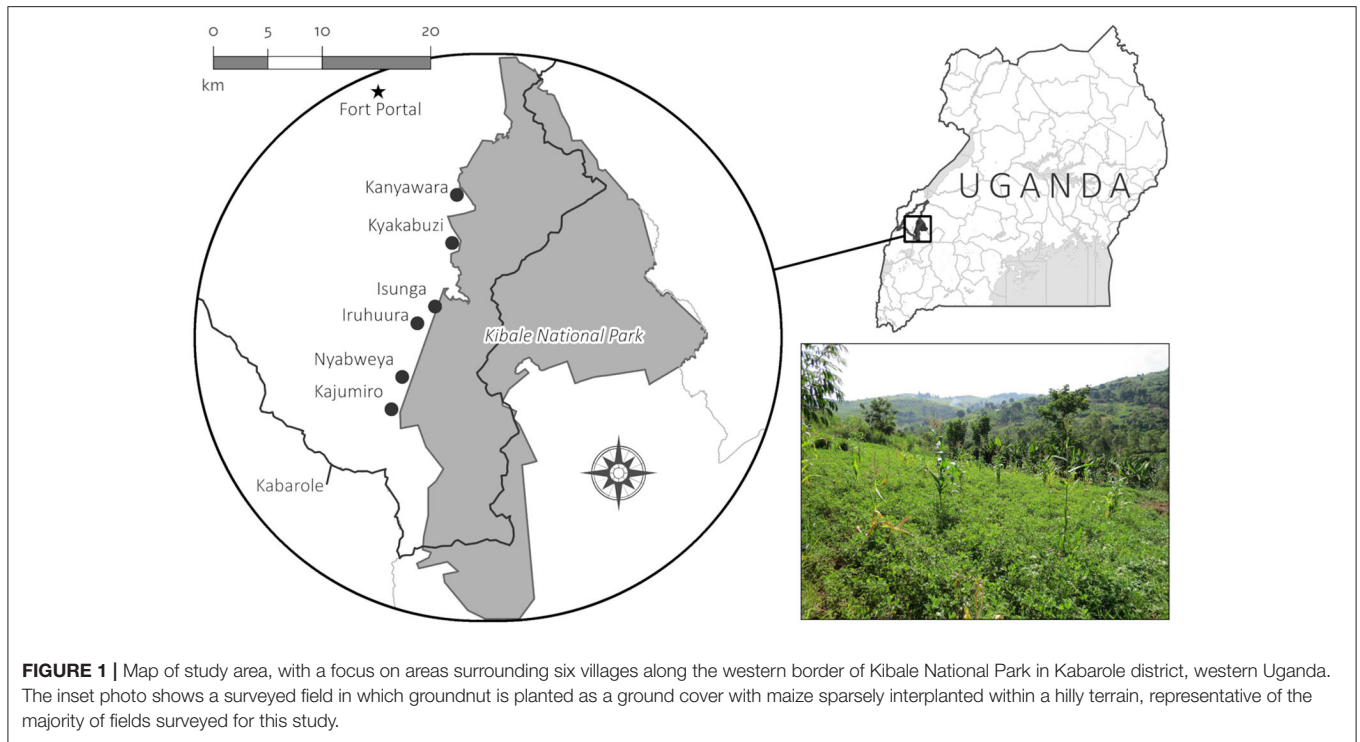 0 5 10 20
km
Fort Portal
Kanyawara
Kyakabuzi
Isunga
Iruhuura
Nyabweya
Kajumiro
Kibale National Park
Kabarole
UGANDA
FIGURE 1 | Map of study area, with a focus on areas surrounding six villages along the western border of Kibale National Park in Kabarole district, western Uganda.
The inset photo shows a surveyed field in which groundnut is planted as a ground cover with maize sparsely interplanted within a hilly terrain, representative of the
majority of fields surveyed for this study.